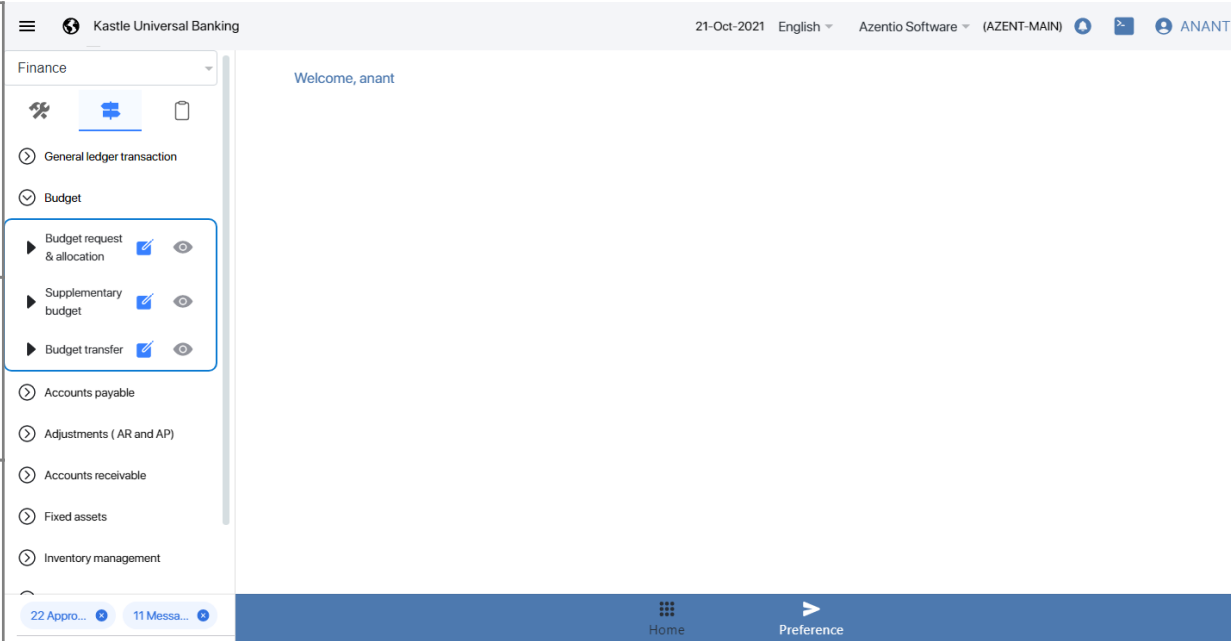 Kastle Universal Banking
21-Oct-2021 English Azentio Software (AZENT-MAIN) ANANT
Finance
Welcome, anant
General ledger transaction
Budget
Budget request
& allocation
Supplementary
budget
Budget transfer
Accounts payable
Adjustments ( AR and AP)
Accounts receivable
Fixed assets
Inventory management
22 Appro... 11 Messa...
Home Preference